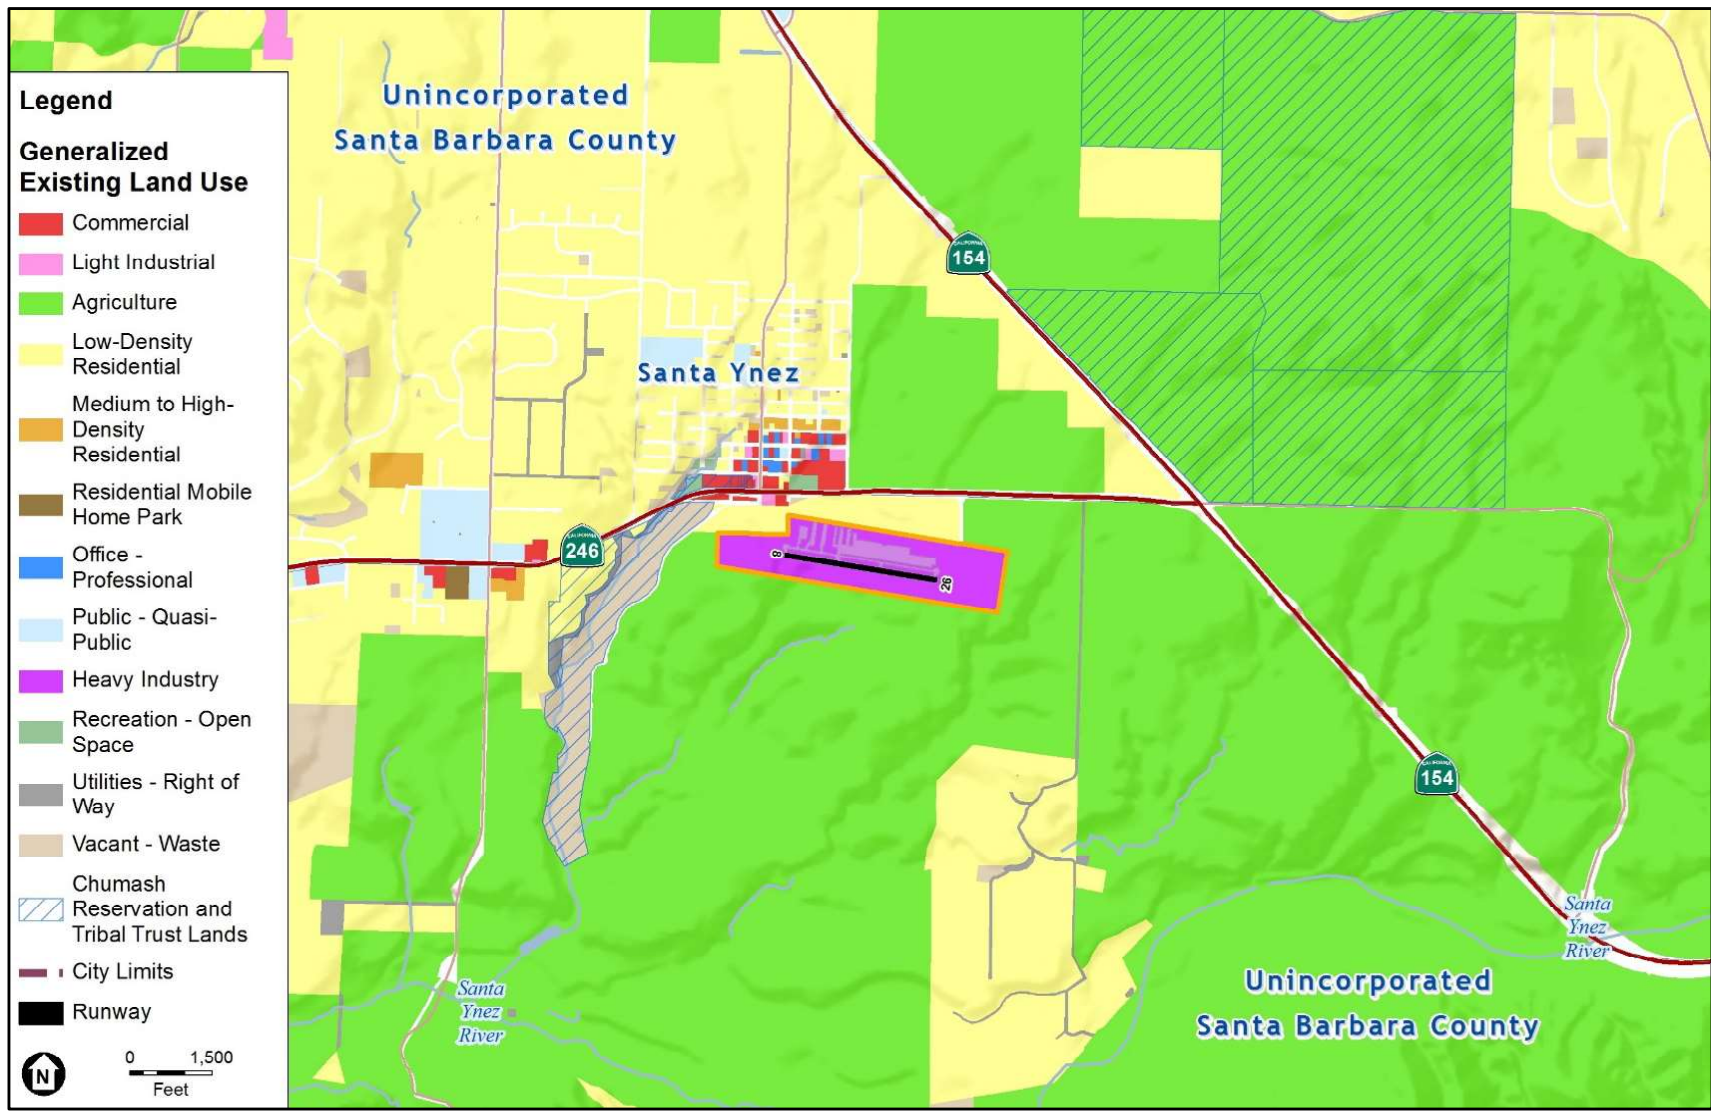 Unincorporated
Santa Barbara County
Legend
Generalized
Existing Land Use
Commercial
Light Industrial
Agriculture
Low-Density
Residential
Medium to High-
Density
Residential
Residential Mobile
Home Park
Office -
Professional
Public - Quasi-
Public
Heavy Industry
Recreation - Open
Space
Utilities - Right of
Way
Vacant - Waste
Chumash
Reservation and
Tribal Trust Lands
City Limits
Runway
N
0 1,500
Feet
CALIFORNIA
154
Santa Ynez
CALIFORNIA
246
8
26
CALIFORNIA
154
Santa
Ynez
River
Santa
Ynez
River
Unincorporated
Santa Barbara County